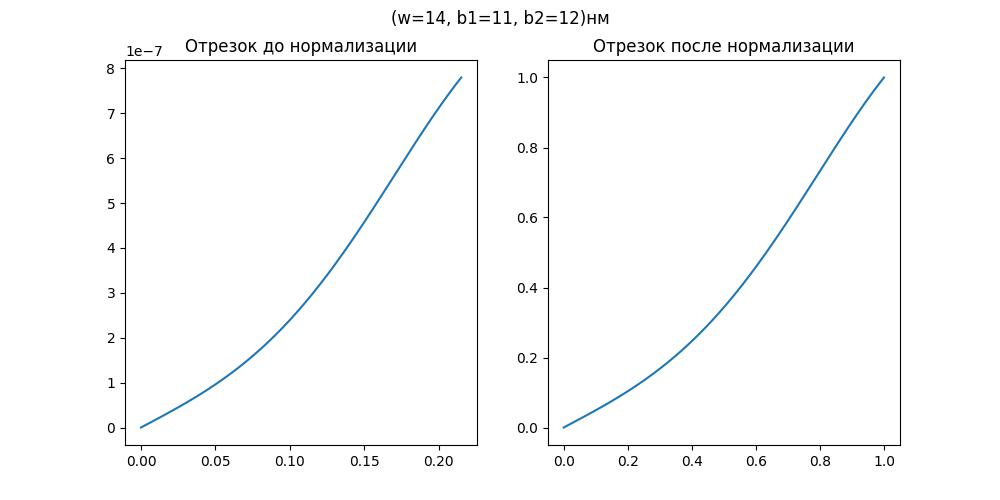 (w=14, b1=11, b2=12)нм
Отрезок до нормализации
1e−7
8
7
6
5
4
3
2
1
0
0.00 0.05 0.10 0.15 0.20
Отрезок после нормализации
1.0
0.8
0.6
0.4
0.2
0.0
0.0 0.2 0.4 0.6 0.8 1.0